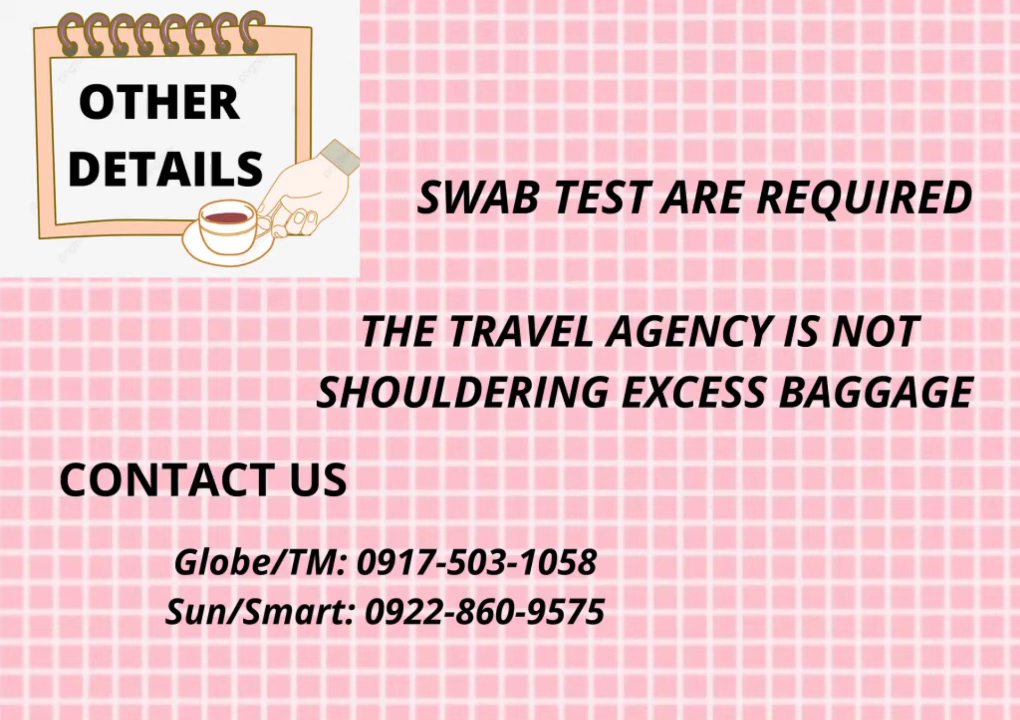 OTHER
DETAILS
SWAB TEST ARE REQUIRED
THE TRAVEL AGENCY IS NOT
SHOULDERING EXCESS BAGGAGE
CONTACT US
Globe/TM: 0917-503-1058
Sun/Smart: 0922-860-9575